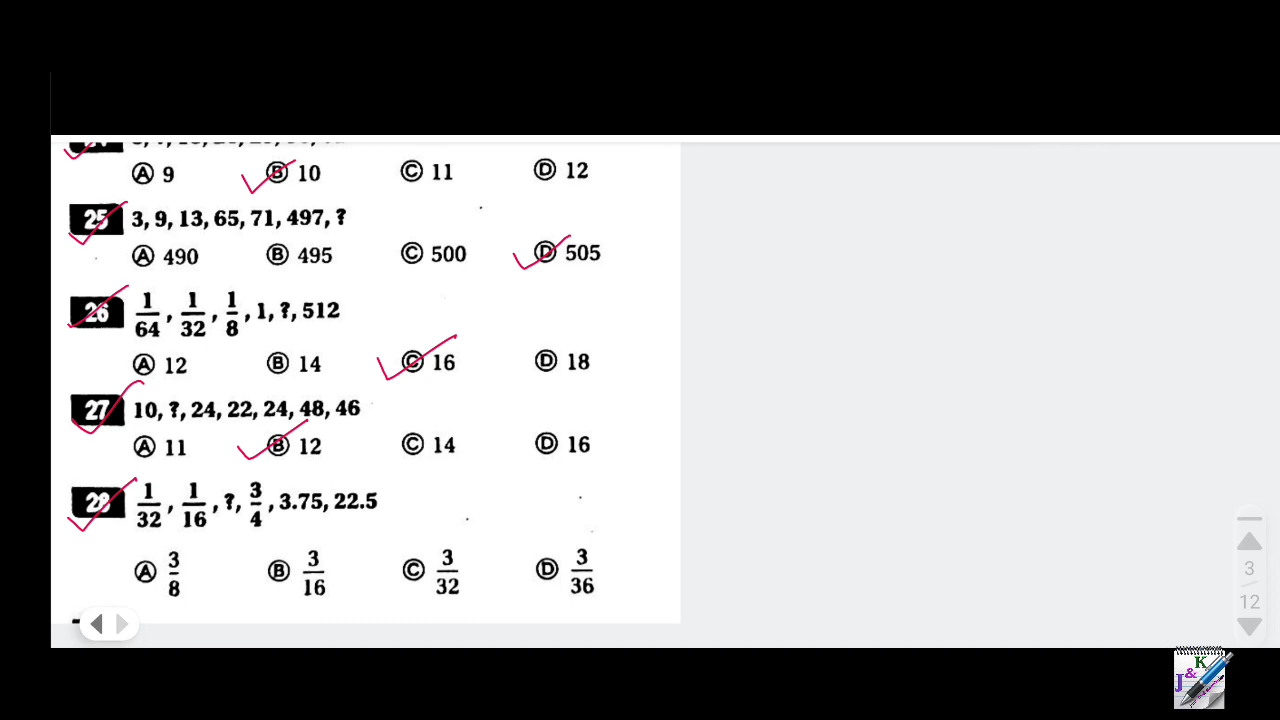 Ⓐ 9 Ⓑ 10 Ⓒ 11 Ⓓ 12
25 3, 9, 13, 65, 71, 497, ?
Ⓐ 490 Ⓑ 495 Ⓒ 500 Ⓓ 505
26 1/64, 1/32, 1/8, 1, ?, 512
Ⓐ 12 Ⓑ 14 Ⓒ 16 Ⓓ 18
27 10, ?, 24, 22, 24, 48, 46
Ⓐ 11 Ⓑ 12 Ⓒ 14 Ⓓ 16
28 1/32, 1/16, ?, 3/4, 3.75, 22.5
Ⓐ 3/8 Ⓑ 3/16 Ⓒ 3/32 Ⓓ 3/36
3
12
J&K